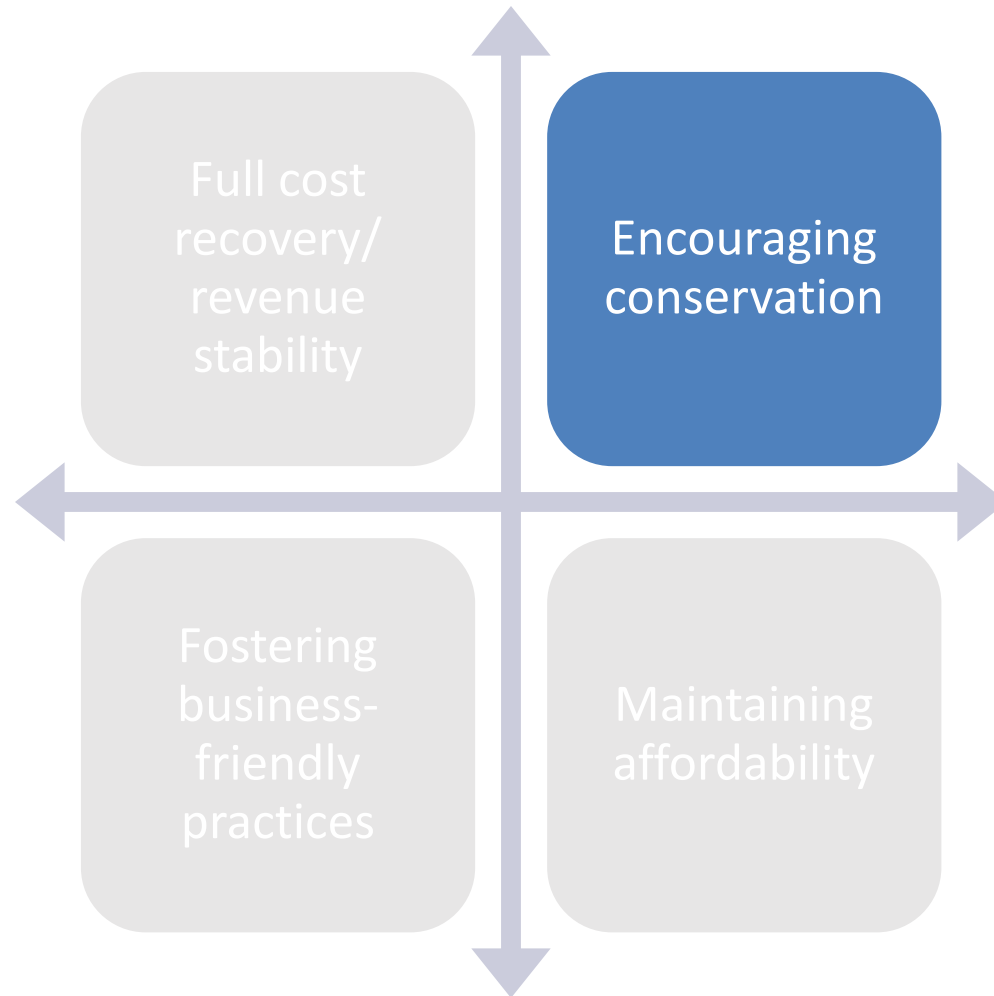 Full cost
recovery/
revenue
stability
Encouraging
conservation
Fostering
business-
friendly
practices
Maintaining
affordability